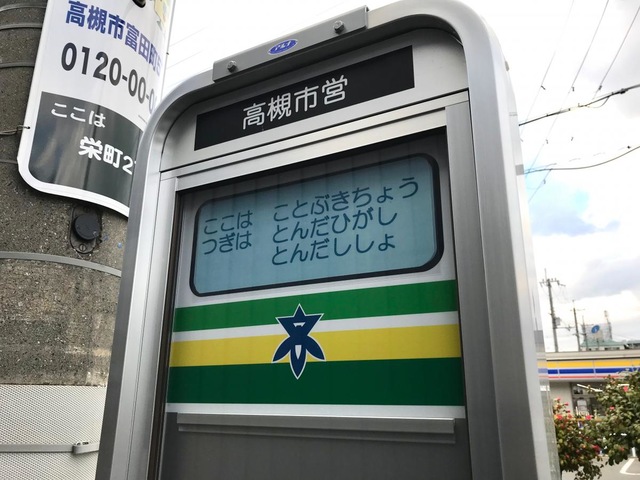 高槻市富田町
0120-00-0
ここは
栄町2
高槻市営
ここは　ことぶきちょう
つぎは　とんだひがし
とんだししょ